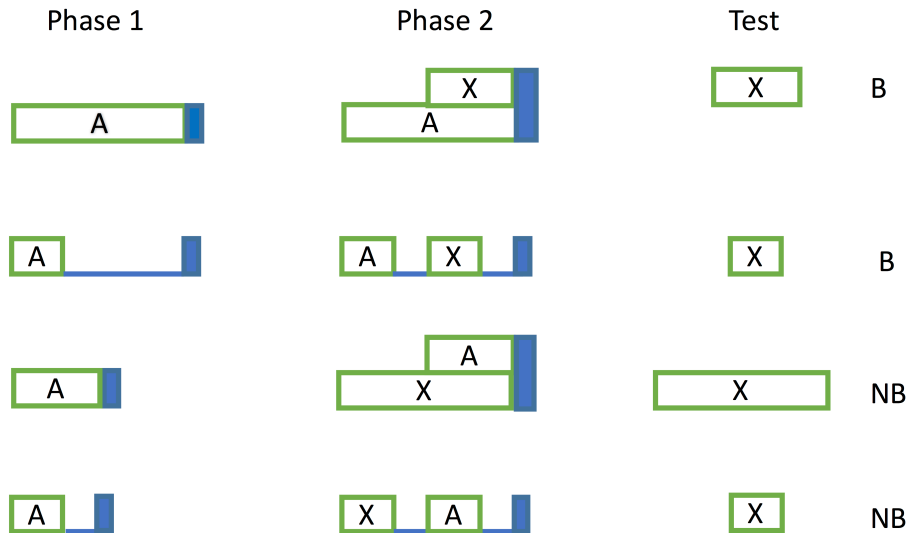 Phase 1 Phase 2 Test
X X B
A A
A A X X B
A
A X X NB
A X A X NB